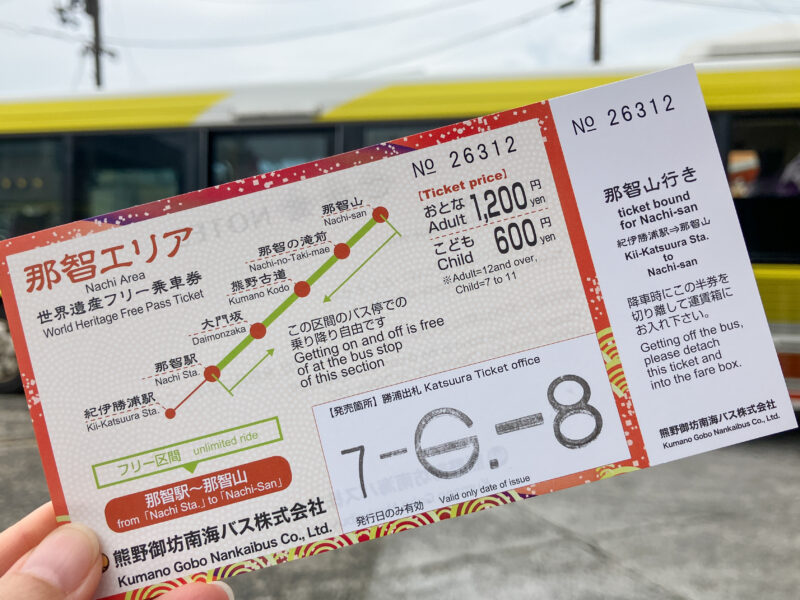 No 26312
那智エリア
Nachi Area
世界遺産フリー乗車券
World Heritage Free Pass Ticket
【Ticket price】
おとな 1,200 円
Adult yen
こども 600 円
Child yen
※Adult=12and over,
Child=7 to 11
那智山
Nachi-san
那智の滝前
Nachi-no-Taki-mae
熊野古道
Kumano Kodo
大門坂
Daimonzaka
那智駅
Nachi Sta.
紀伊勝浦駅
Kii-Katsuura Sta.
この区間のバス停での
乗り降り自由です
Getting on and off is free
of at the bus stop
of this section
フリー区間 unlimited ride
那智駅〜那智山
from「Nachi Sta.」to「Nachi-San」
【発売箇所】勝浦出札 Katsuura Ticket office
7-6.-8
発行日のみ有効 Valid only date of issue
熊野御坊南海バス株式会社
Kumano Gobo Nankaibus Co., Ltd.
No 26312
那智山行き
ticket bound
for Nachi-san
紀伊勝浦駅⇒那智山
Kii-Katsuura Sta.
to
Nachi-san
降車時にこの半券を
切り離して運賃箱に
お入れ下さい。
Getting off the bus,
please detach
this ticket and
into the fare box.
熊野御坊南海バス株式会社
Kumano Gobo Nankaibus Co., Ltd.